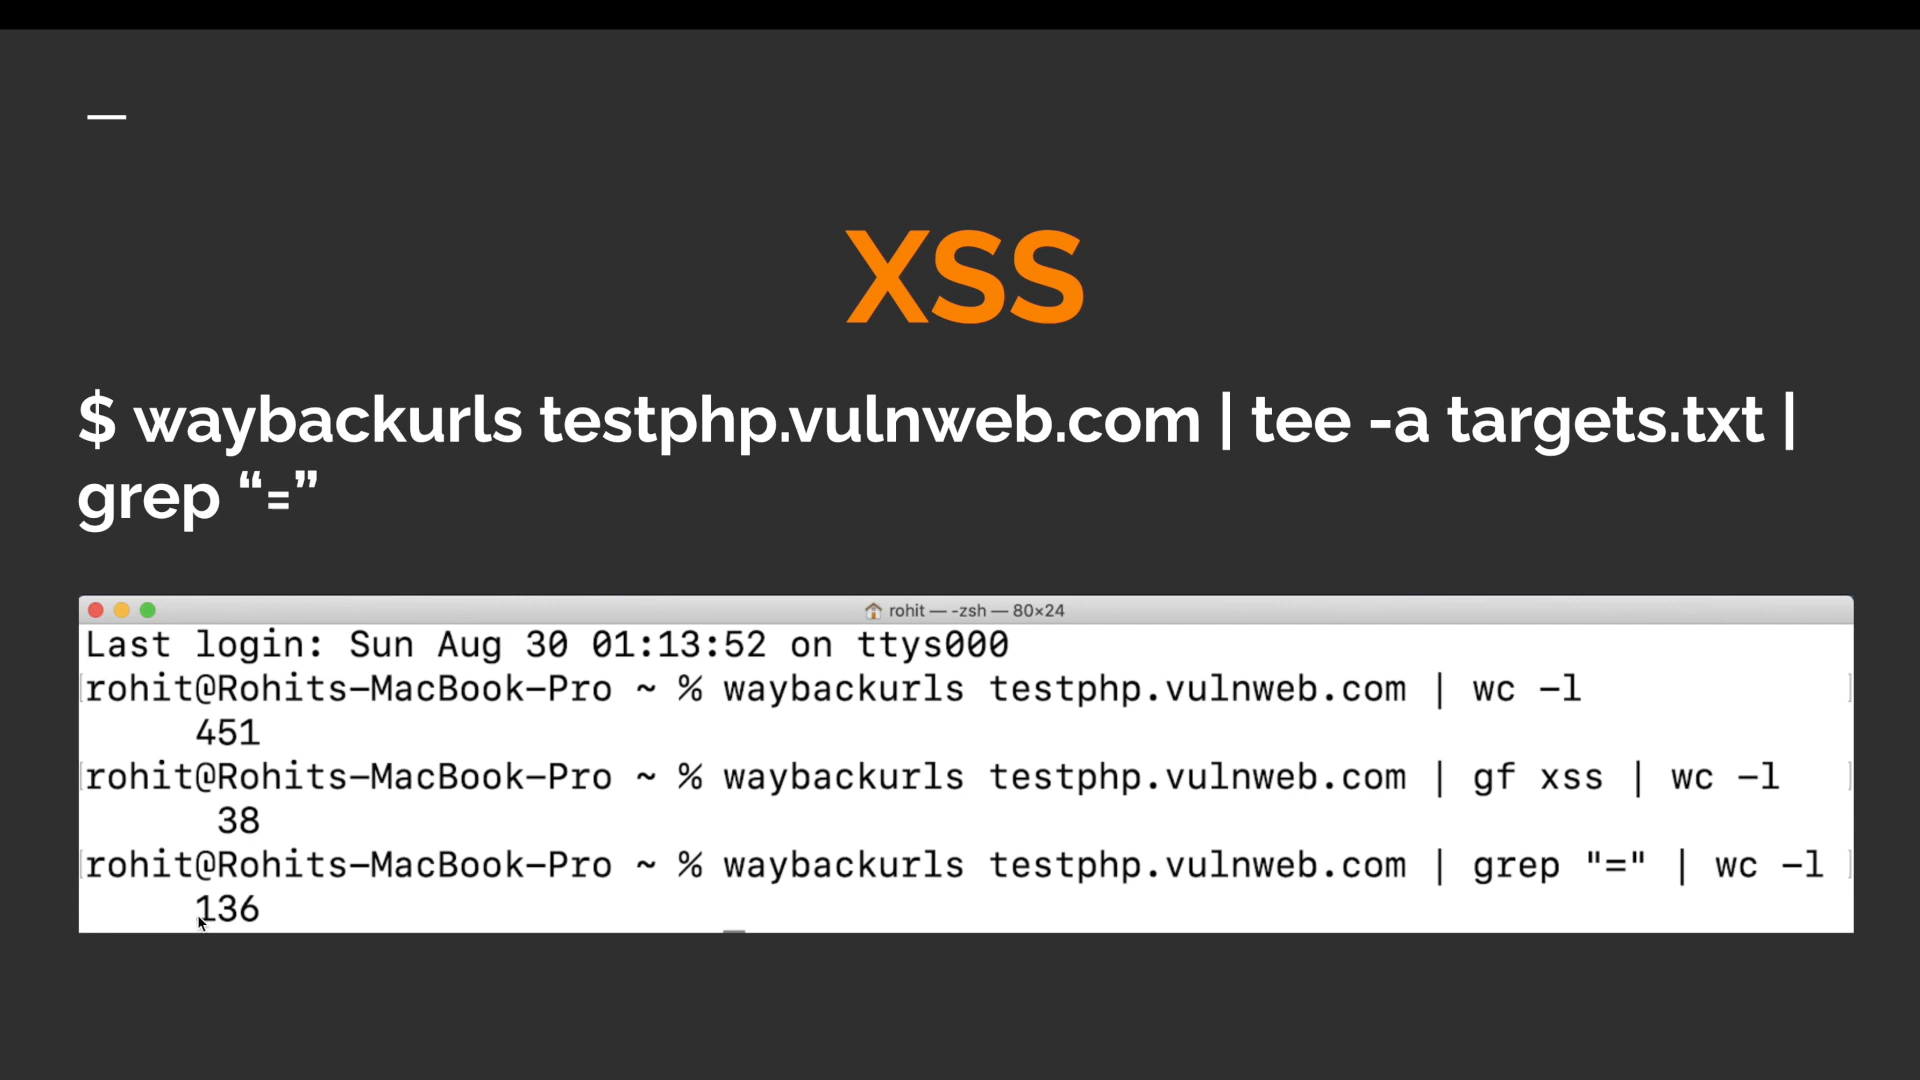 XSS
$ waybackurls testphp.vulnweb.com | tee -a targets.txt |
grep “=”
rohit — -zsh — 80×24
Last login: Sun Aug 30 01:13:52 on ttys000
rohit@Rohits-MacBook-Pro ~ % waybackurls testphp.vulnweb.com | wc -l
451
rohit@Rohits-MacBook-Pro ~ % waybackurls testphp.vulnweb.com | gf xss | wc -l
38
rohit@Rohits-MacBook-Pro ~ % waybackurls testphp.vulnweb.com | grep "=" | wc -l
136